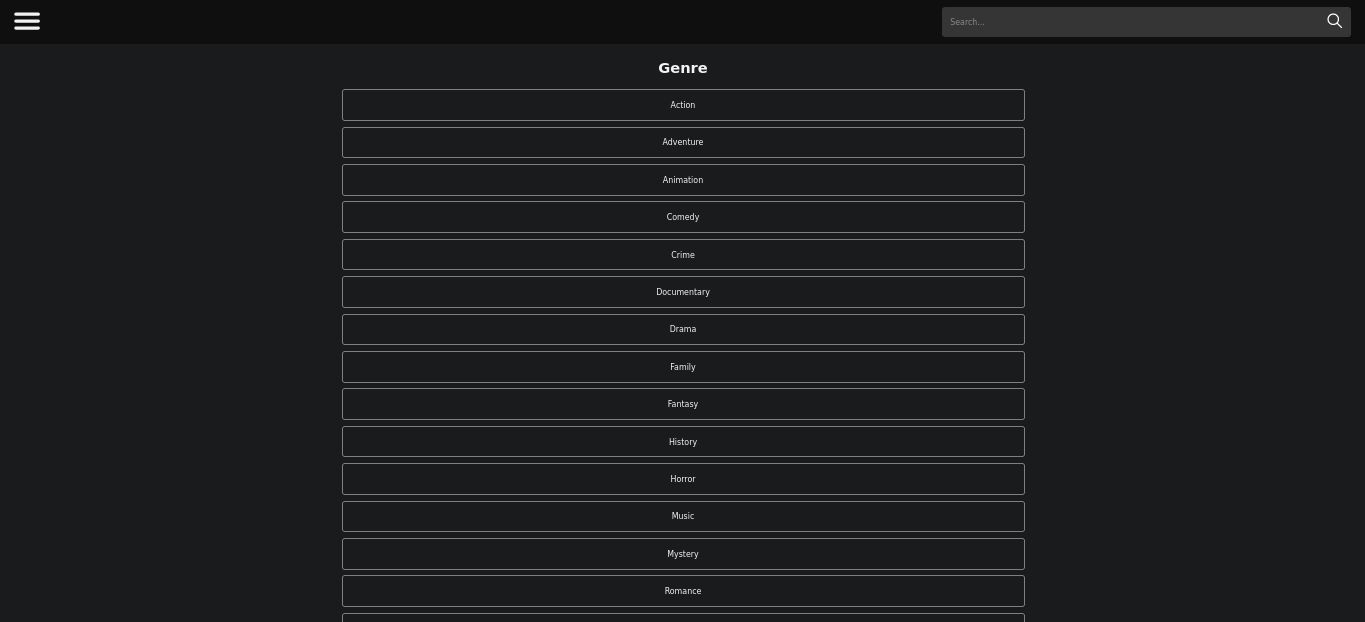 Search...
Genre
Action
Adventure
Animation
Comedy
Crime
Documentary
Drama
Family
Fantasy
History
Horror
Music
Mystery
Romance